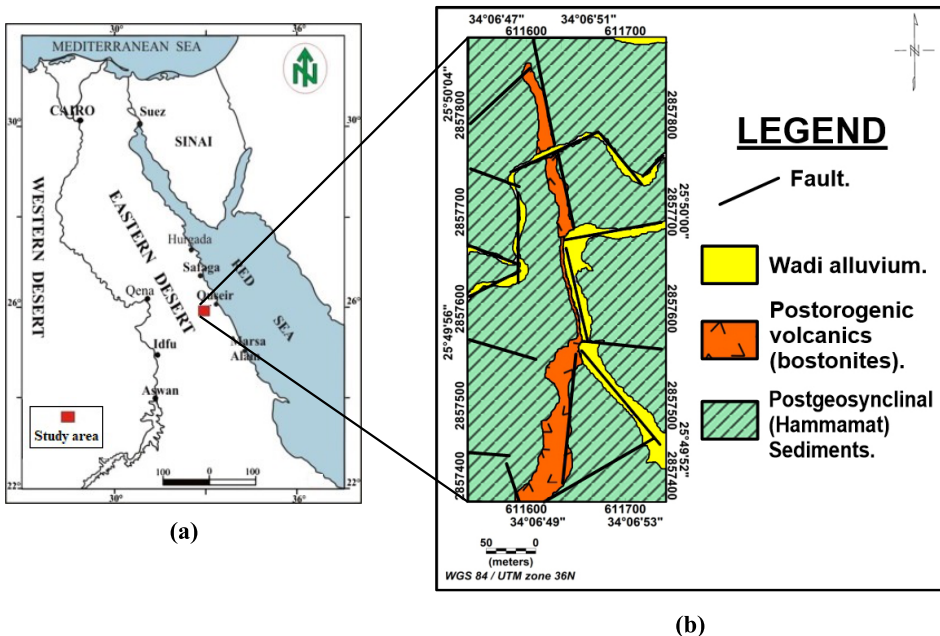 30°
36°
MEDITERRANEAN SEA
N
CAIRO
Suez
30°
30°
SINAI
WESTERN DESERT
EASTERN DESERT
Hurgada
Safaga
RED
SEA
Qena
Quseir
26°
26°
Marsa
Alam
Idfu
Aswan
Study area
100 0 100
22°
22°
30°
36°
(a)
34°06'47" 34°06'51"
611600 611700
25°50'04"
2857800
2857800
2857700
2857700
25°50'00"
2857600
2857600
25°49'56"
2857500
2857500
25°49'52"
2857400
2857400
611600 611700
34°06'49" 34°06'53"
50 0
(meters)
WGS 84 / UTM zone 36N
N
LEGEND
Fault.
Wadi alluvium.
Postorogenic
volcanics
(bostonites).
Postgeosynclinal
(Hammamat)
Sediments.
(b)